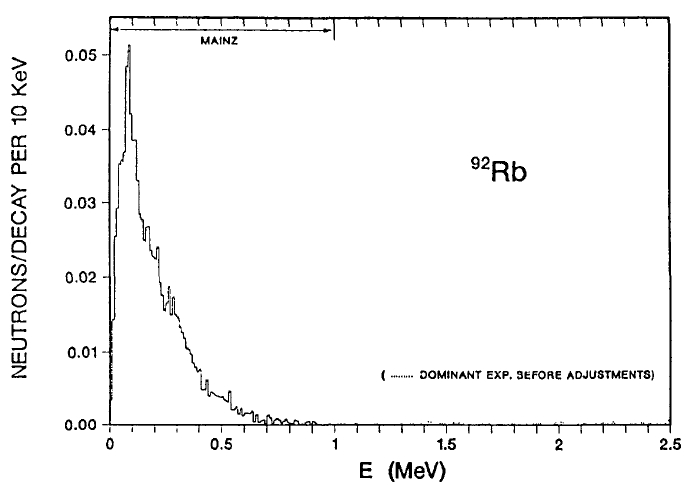 MAINZ
0.05
0.04
0.03
0.02
0.01
0.00
NEUTRONS/DECAY PER 10 KeV
92Rb
( ........ DOMINANT EXP. BEFORE ADJUSTMENTS)
0 0.5 1 1.5 2 2.5
E (MeV)